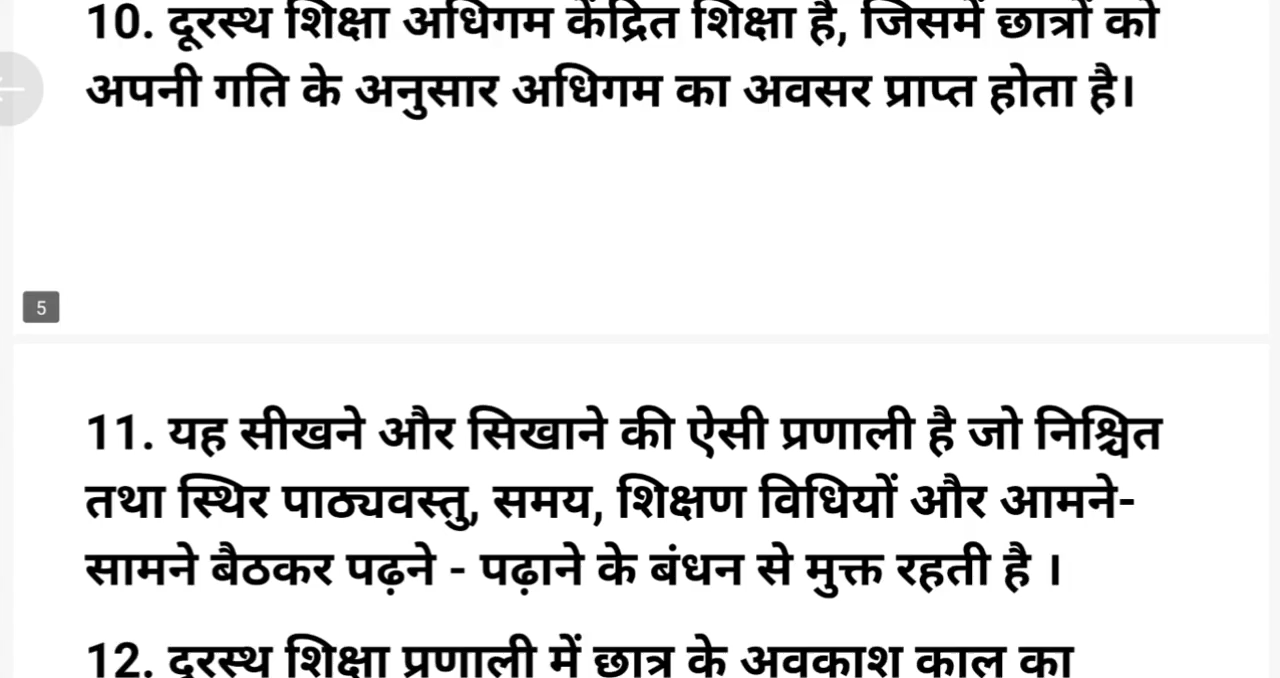 10. दूरस्थ शिक्षा अधिगम केंद्रित शिक्षा है, जिसमें छात्रों को
अपनी गति के अनुसार अधिगम का अवसर प्राप्त होता है।
5
11. यह सीखने और सिखाने की ऐसी प्रणाली है जो निश्चित
तथा स्थिर पाठ्यवस्तु, समय, शिक्षण विधियों और आमने-
सामने बैठकर पढ़ने - पढ़ाने के बंधन से मुक्त रहती है ।
12. दूरस्थ शिक्षा प्रणाली में छात्र के अवकाश काल का